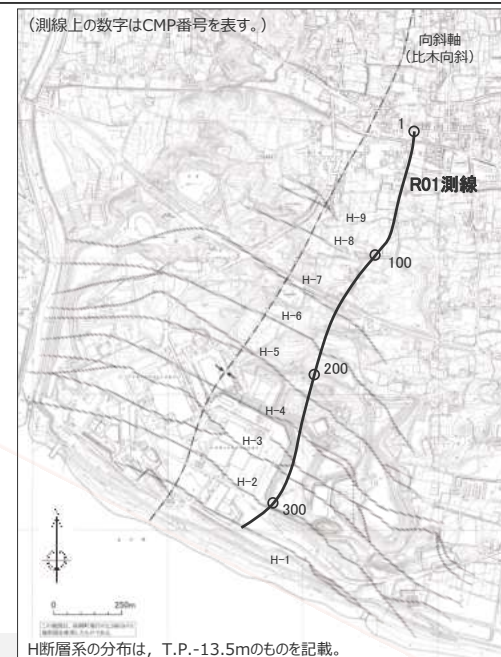 (測線上の数字はCMP番号を表す。)
向斜軸
(比木向斜)
1
R01測線
H-9
H-8
100
H-7
H-6
H-5
200
H-4
H-3
H-2
300
H-1
0 250m
H断層系の分布は，T.P.-13.5mのものを記載。